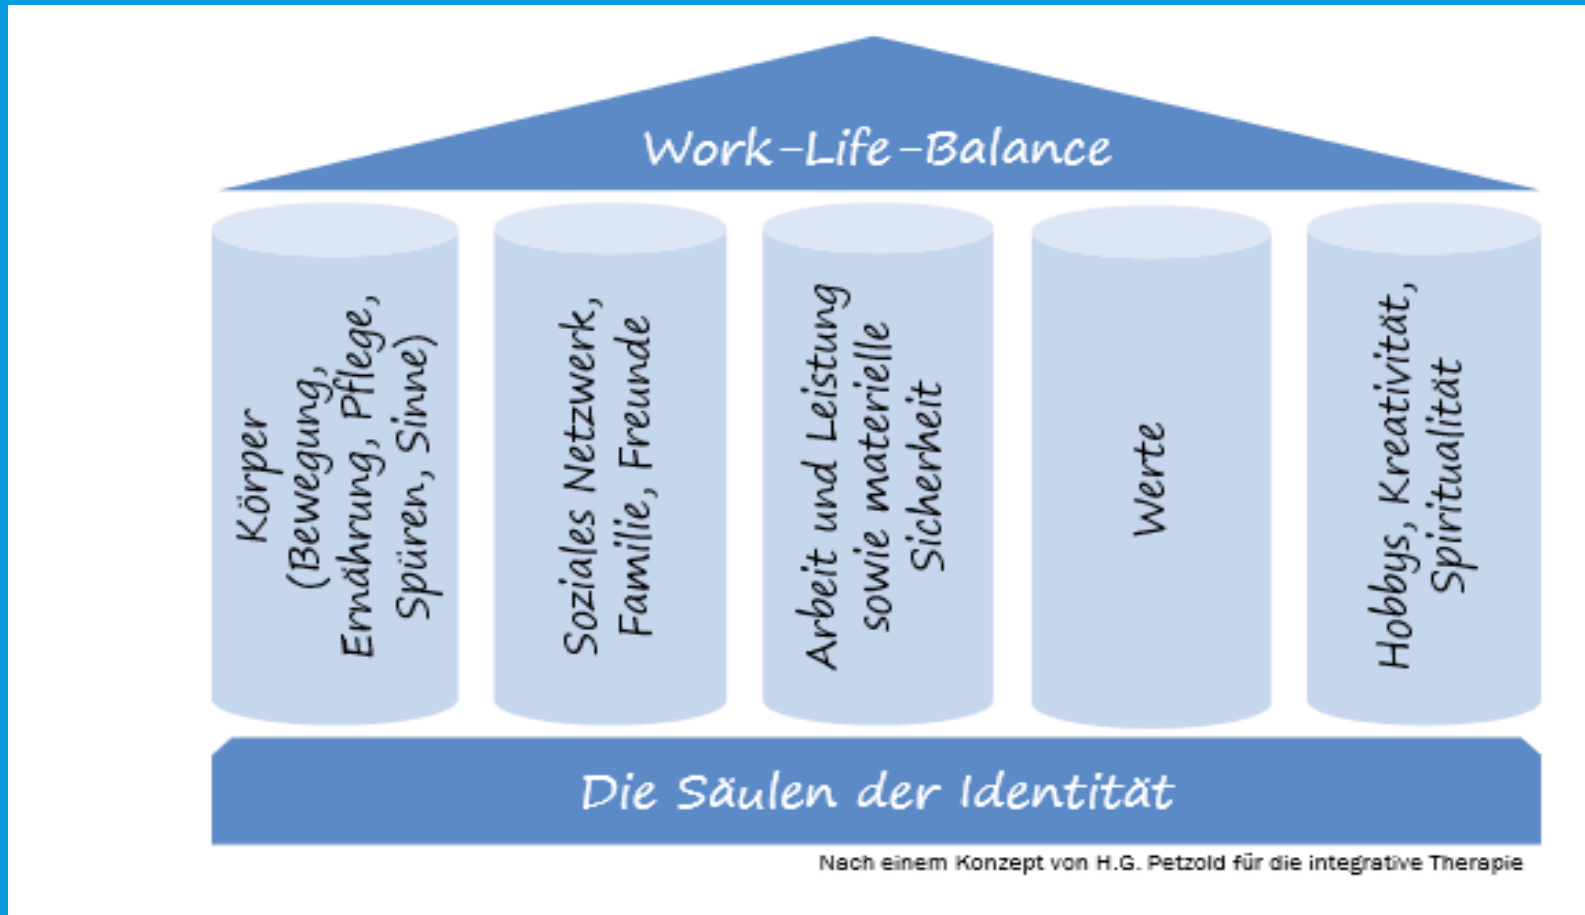 Work-Life-Balance
Körper
(Bewegung,
Ernährung, Pflege,
Spüren, Sinne)
Soziales Netzwerk,
Familie, Freunde
Arbeit und Leistung
sowie materielle
Sicherheit
Werte
Hobbys, Kreativität,
Spiritualität
Die Säulen der Identität
Nach einem Konzept von H.G. Petzold für die integrative Therapie